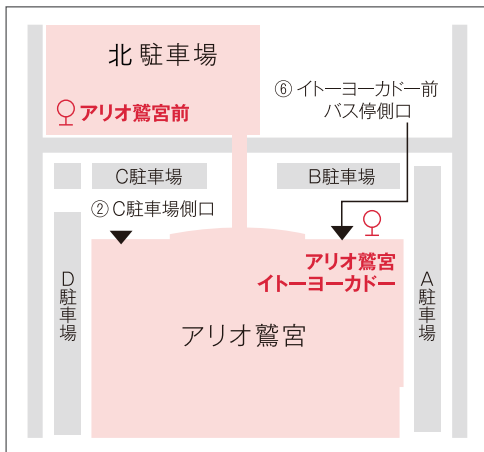 北 駐車場
アリオ鷲宮前
⑥ イトーヨーカドー前
バス停側口
C駐車場
B駐車場
② C駐車場側口
アリオ鷲宮
イトーヨーカドー
D駐車場
A駐車場
アリオ鷲宮